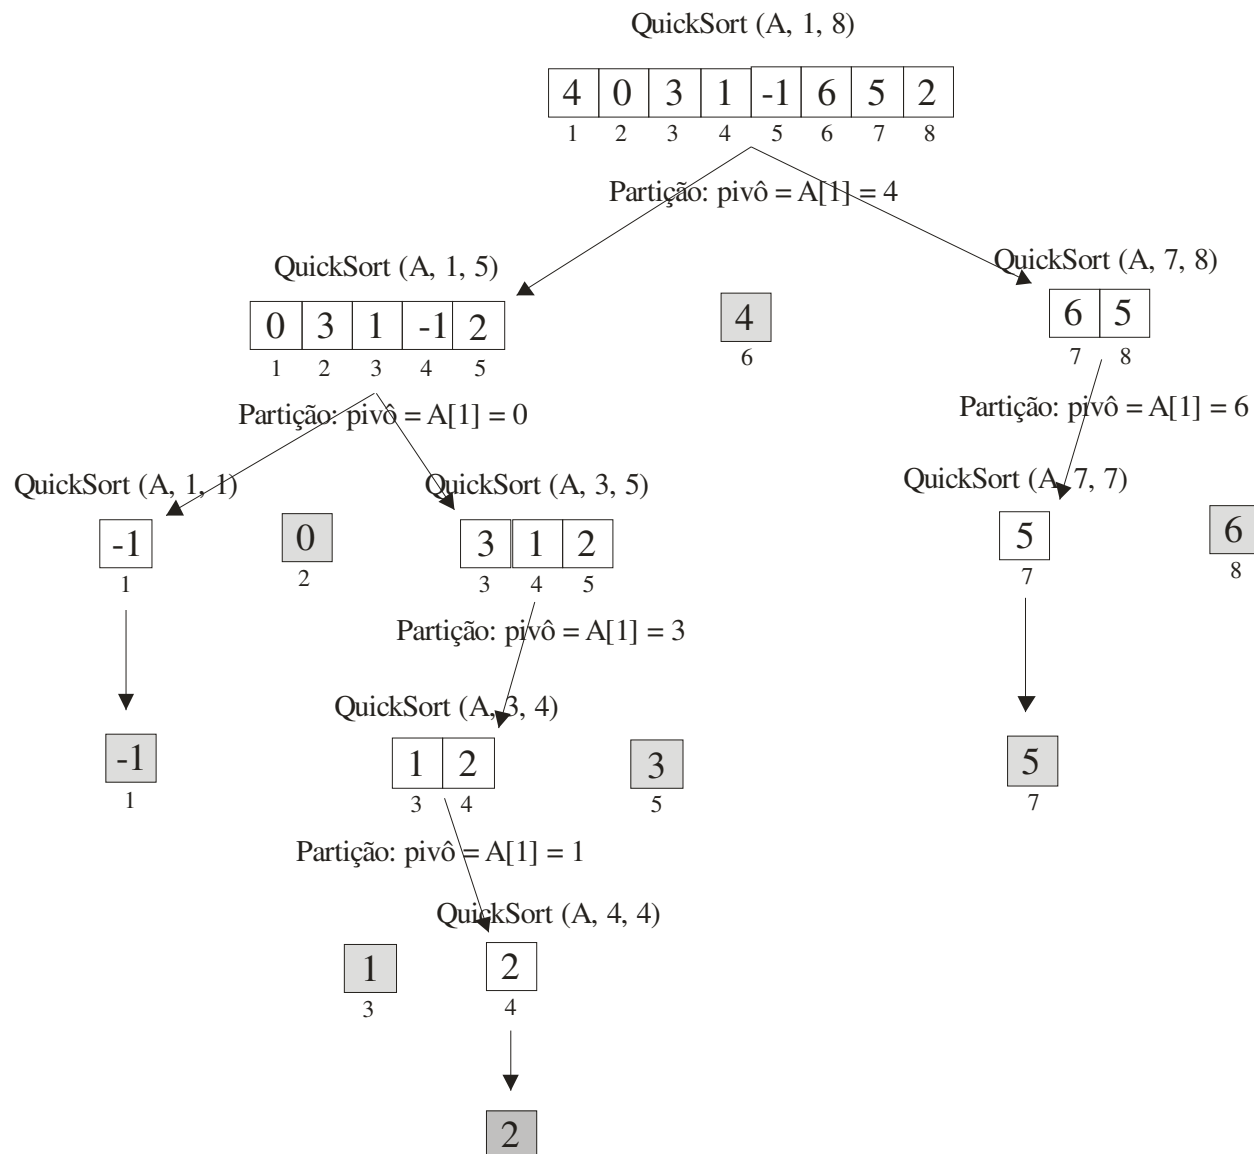 QuickSort (A, 1, 8)
4 0 3 1 -1 6 5 2
1 2 3 4 5 6 7 8
Partição: pivô = A[1] = 4
QuickSort (A, 1, 5)
QuickSort (A, 7, 8)
0 3 1 -1 2
1 2 3 4 5
4
6
6 5
7 8
Partição: pivô = A[1] = 0
Partição: pivô = A[1] = 6
QuickSort (A, 1, 1)
QuickSort (A, 3, 5)
QuickSort (A, 7, 7)
-1
1
0
2
3 1 2
3 4 5
5
7
6
8
Partição: pivô = A[1] = 3
QuickSort (A, 3, 4)
-1
1
1 2
3 4
3
5
5
7
Partição: pivô = A[1] = 1
QuickSort (A, 4, 4)
1
3
2
4
2